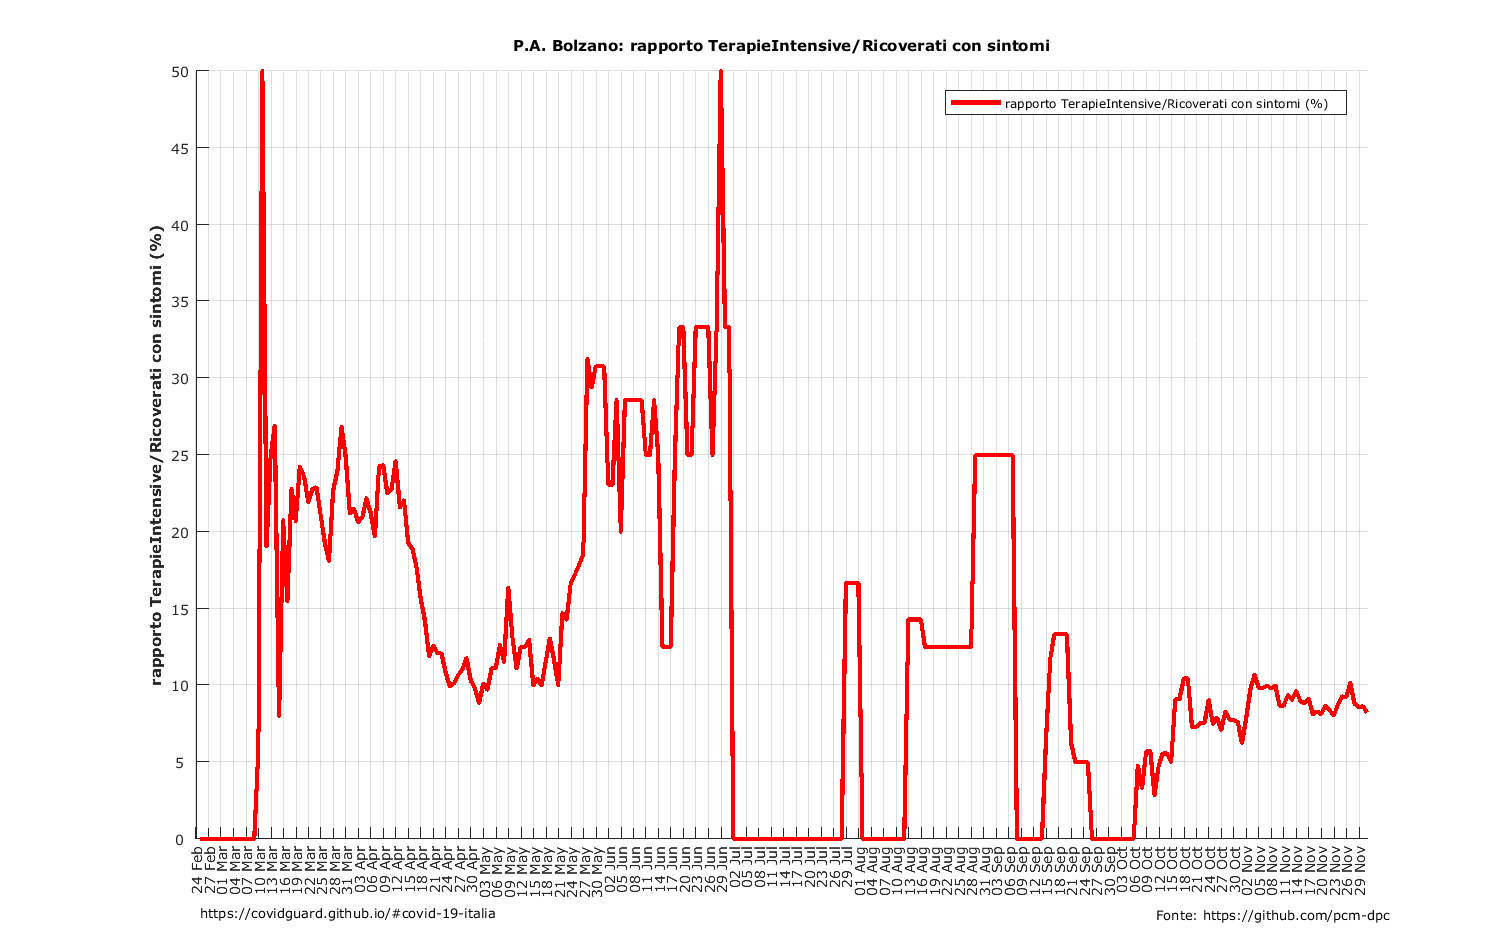 P.A. Bolzano: rapporto TerapieIntensive/Ricoverati con sintomi
rapporto TerapieIntensive/Ricoverati con sintomi (%)
rapporto TerapieIntensive/Ricoverati con sintomi (%)
50
45
40
35
30
25
20
15
10
5
0
24 Feb
27 Feb
01 Mar
04 Mar
07 Mar
10 Mar
13 Mar
16 Mar
19 Mar
22 Mar
25 Mar
28 Mar
31 Mar
03 Apr
06 Apr
09 Apr
12 Apr
15 Apr
18 Apr
21 Apr
24 Apr
27 Apr
30 Apr
03 May
06 May
09 May
12 May
15 May
18 May
21 May
24 May
27 May
30 May
02 Jun
05 Jun
08 Jun
11 Jun
14 Jun
17 Jun
20 Jun
23 Jun
26 Jun
29 Jun
02 Jul
05 Jul
08 Jul
11 Jul
14 Jul
17 Jul
20 Jul
23 Jul
26 Jul
29 Jul
01 Aug
04 Aug
07 Aug
10 Aug
13 Aug
16 Aug
19 Aug
22 Aug
25 Aug
28 Aug
31 Aug
03 Sep
06 Sep
09 Sep
12 Sep
15 Sep
18 Sep
21 Sep
24 Sep
27 Sep
30 Sep
03 Oct
06 Oct
09 Oct
12 Oct
15 Oct
18 Oct
21 Oct
24 Oct
27 Oct
30 Oct
02 Nov
05 Nov
08 Nov
11 Nov
14 Nov
17 Nov
20 Nov
23 Nov
26 Nov
29 Nov
https://covidguard.github.io/#covid-19-italia
Fonte: https://github.com/pcm-dpc